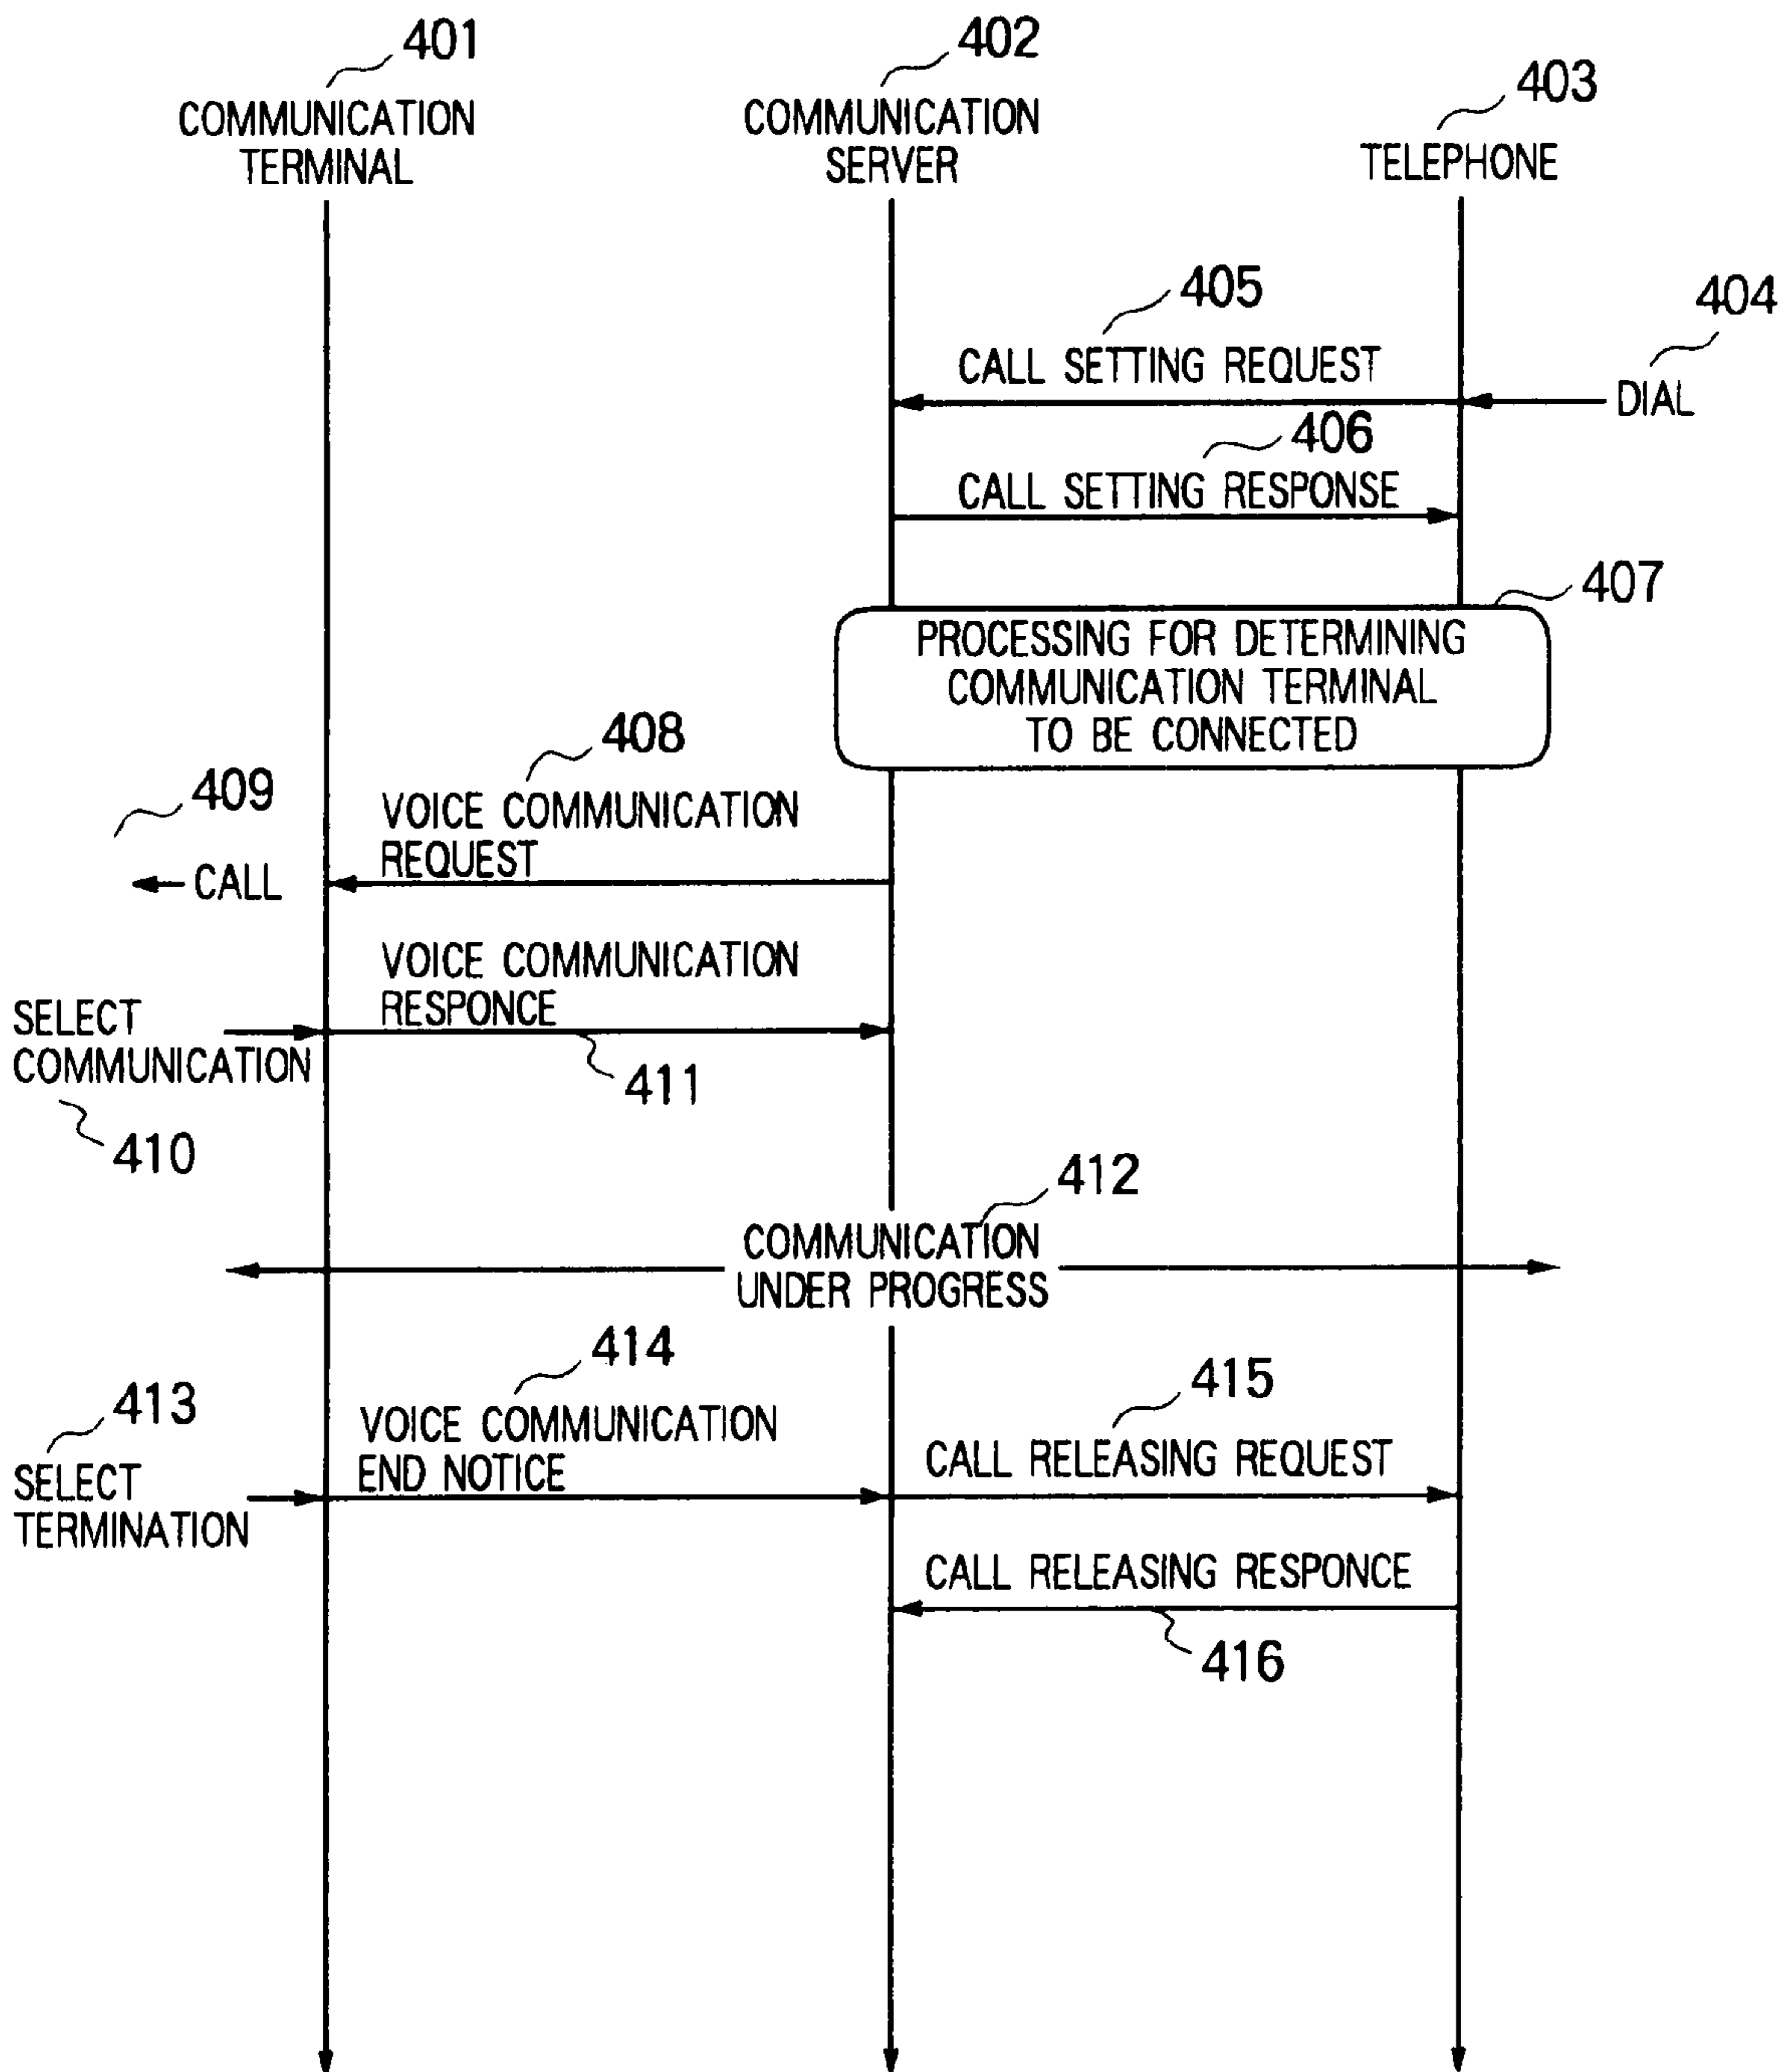 401
COMMUNICATION
TERMINAL
402
COMMUNICATION
SERVER
403
TELEPHONE
405
CALL SETTING REQUEST
404
DIAL
406
CALL SETTING RESPONSE
407
PROCESSING FOR DETERMINING
COMMUNICATION TERMINAL
TO BE CONNECTED
408
VOICE COMMUNICATION
REQUEST
409
CALL
VOICE COMMUNICATION
RESPONCE
SELECT
COMMUNICATION
411
410
412
COMMUNICATION
UNDER PROGRESS
414
413
VOICE COMMUNICATION
END NOTICE
415
CALL RELEASING REQUEST
SELECT
TERMINATION
CALL RELEASING RESPONCE
416